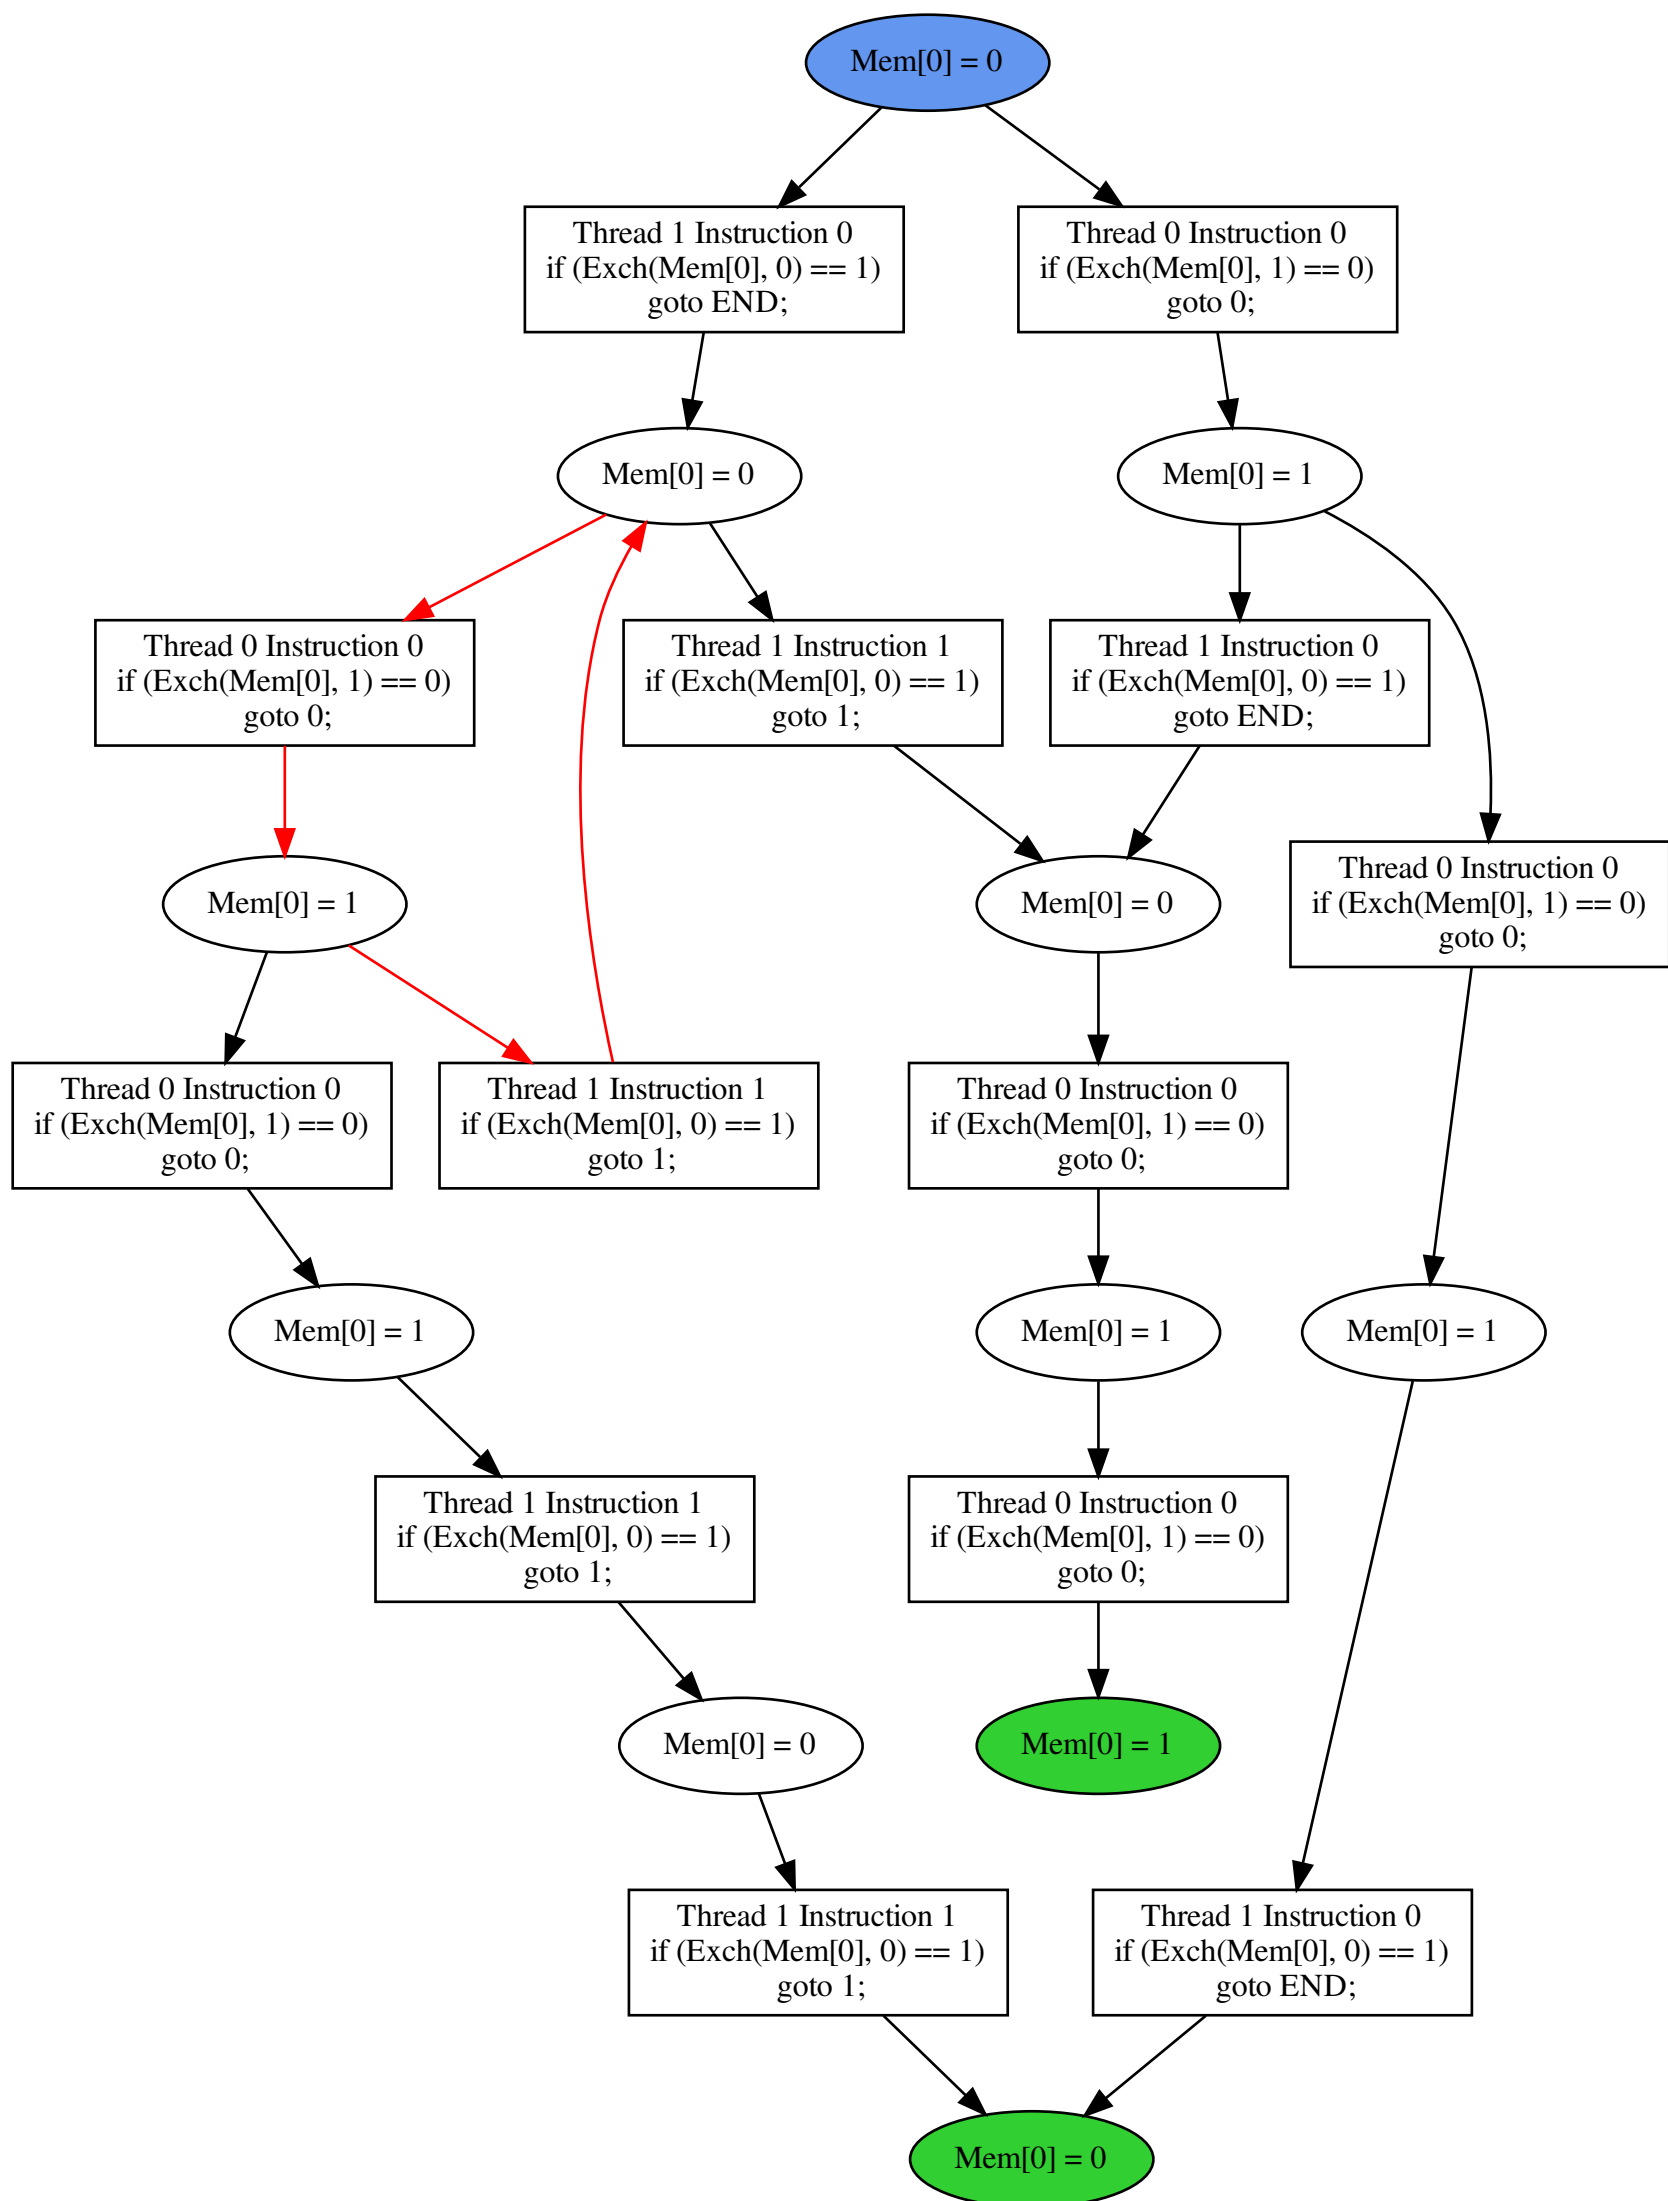 Mem[0] = 0
Thread 1 Instruction 0
if (Exch(Mem[0], 0) == 1)
goto END;
Thread 0 Instruction 0
if (Exch(Mem[0], 1) == 0)
goto 0;
Mem[0] = 0
Mem[0] = 1
Thread 0 Instruction 0
if (Exch(Mem[0], 1) == 0)
goto 0;
Thread 1 Instruction 1
if (Exch(Mem[0], 0) == 1)
goto 1;
Thread 1 Instruction 0
if (Exch(Mem[0], 0) == 1)
goto END;
Mem[0] = 1
Mem[0] = 0
Thread 0 Instruction 0
if (Exch(Mem[0], 1) == 0)
goto 0;
Thread 0 Instruction 0
if (Exch(Mem[0], 1) == 0)
goto 0;
Thread 1 Instruction 1
if (Exch(Mem[0], 0) == 1)
goto 1;
Thread 0 Instruction 0
if (Exch(Mem[0], 1) == 0)
goto 0;
Mem[0] = 1
Mem[0] = 1
Mem[0] = 1
Thread 1 Instruction 1
if (Exch(Mem[0], 0) == 1)
goto 1;
Thread 0 Instruction 0
if (Exch(Mem[0], 1) == 0)
goto 0;
Mem[0] = 0
Mem[0] = 1
Thread 1 Instruction 1
if (Exch(Mem[0], 0) == 1)
goto 1;
Thread 1 Instruction 0
if (Exch(Mem[0], 0) == 1)
goto END;
Mem[0] = 0